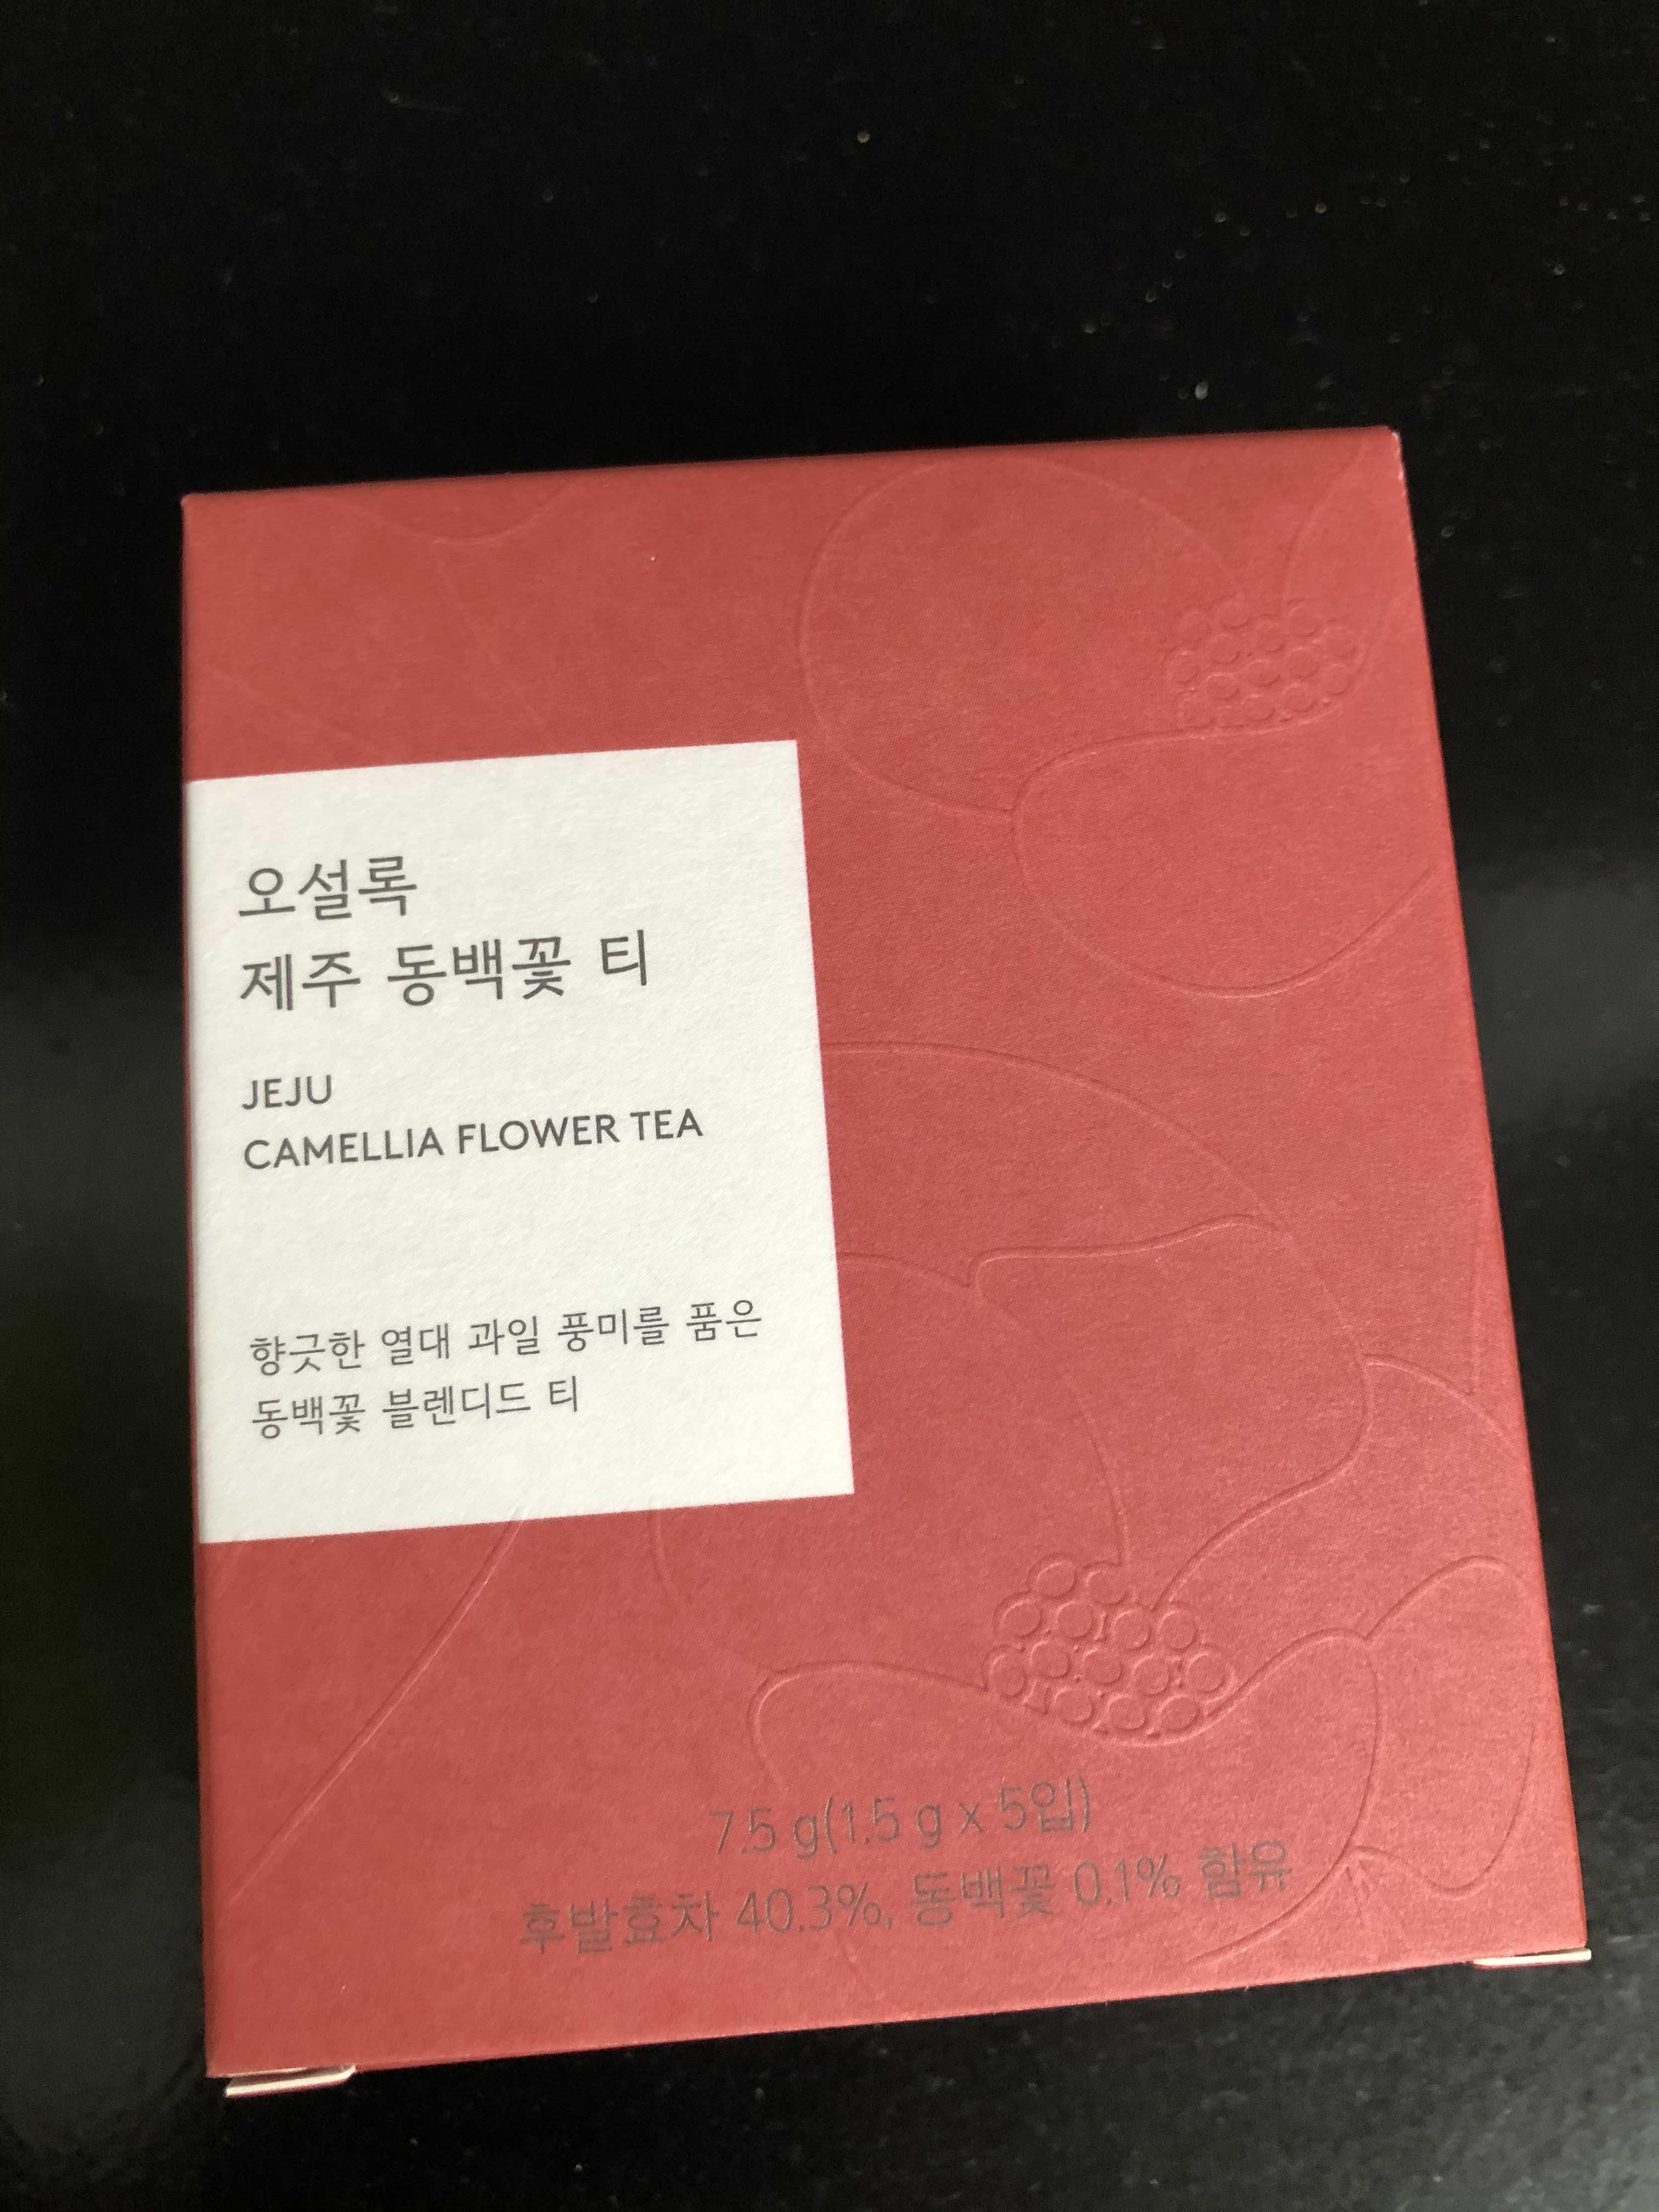 오설록
제주 동백꽃 티
JEJU
CAMELLIA FLOWER TEA
향긋한 열대 과일 풍미를 품은
동백꽃 블렌디드 티
7.5 g(1.5 g x 5입)
후발효차 40.3%, 동백꽃 0.1% 함유